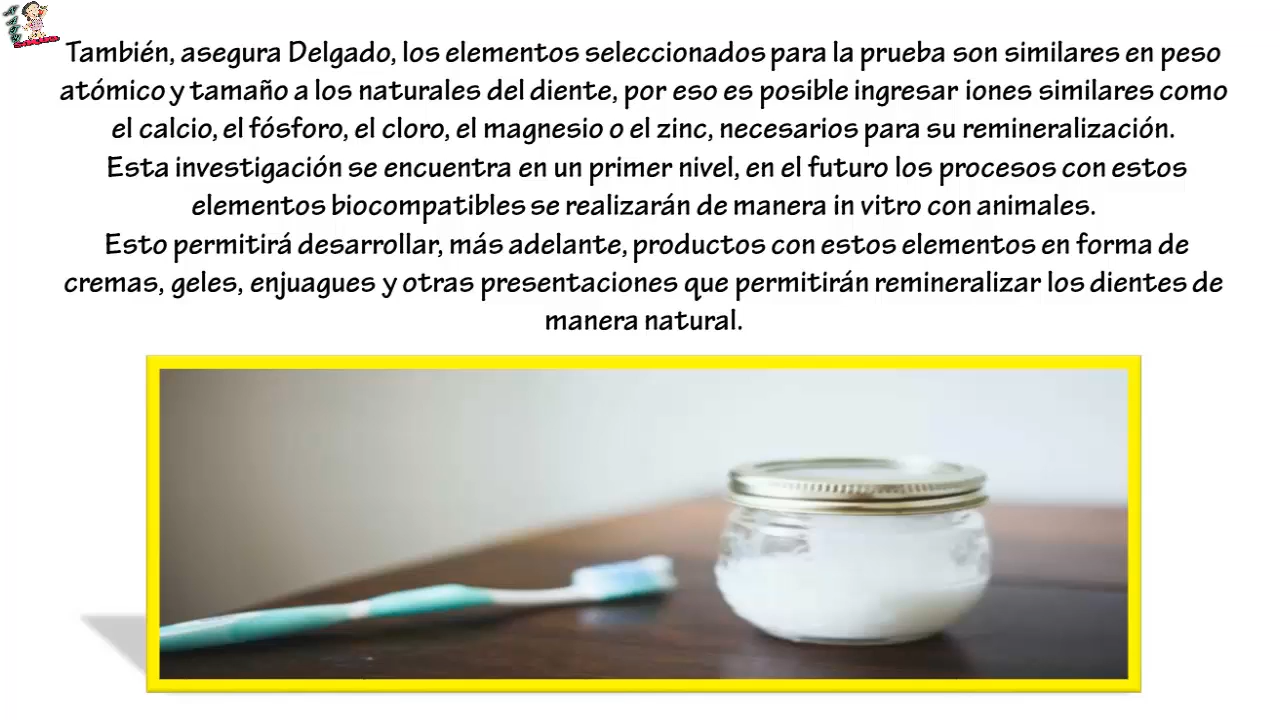 También, asegura Delgado, los elementos seleccionados para la prueba son similares en peso
atómico y tamaño a los naturales del diente, por eso es posible ingresar iones similares como
el calcio, el fósforo, el cloro, el magnesio o el zinc, necesarios para su remineralización.
Esta investigación se encuentra en un primer nivel, en el futuro los procesos con estos
elementos biocompatibles se realizarán de manera in vitro con animales.
Esto permitirá desarrollar, más adelante, productos con estos elementos en forma de
cremas, geles, enjuagues y otras presentaciones que permitirán remineralizar los dientes de
manera natural.